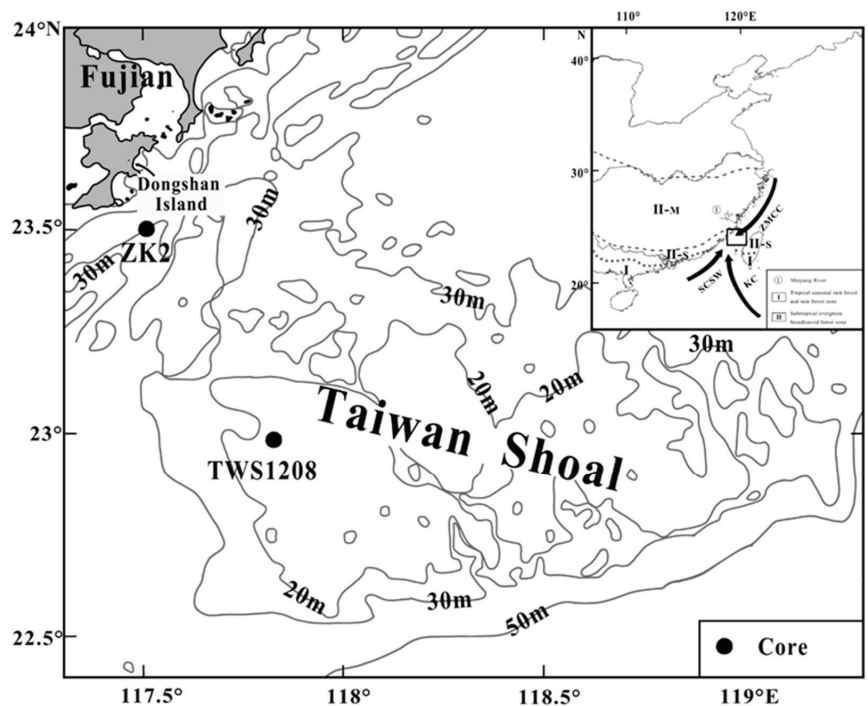 24°N
23.5°
23°
22.5°
117.5°
118°
118.5°
119°E
Fujian
Dongshan
Island
ZK2
30m
30m
30m
30m
20m
20m
Taiwan Shoal
TWS1208
20m
30m
50m
Core
110°
120°E
N
40°
30°
20°
II-M
II-S
II-S
I
I
ZMCC
SCSW
KC
1 Minjiang River
I Tropical seasonal rain forest
and rain forest zone
II Subtropical evergreen
broadleaved forest zone